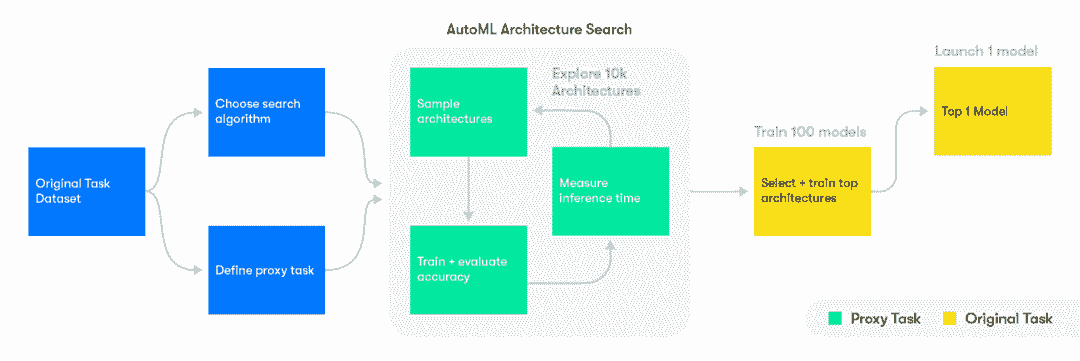 AutoML Architecture Search
Original Task
Dataset
Choose search
algorithm
Define proxy task
Sample
architectures
Explore 10k
Architectures
Measure
inference time
Train + evaluate
accuracy
Train 100 models
Select + train top
architectures
Launch 1 model
Top 1 Model
Proxy Task
Original Task